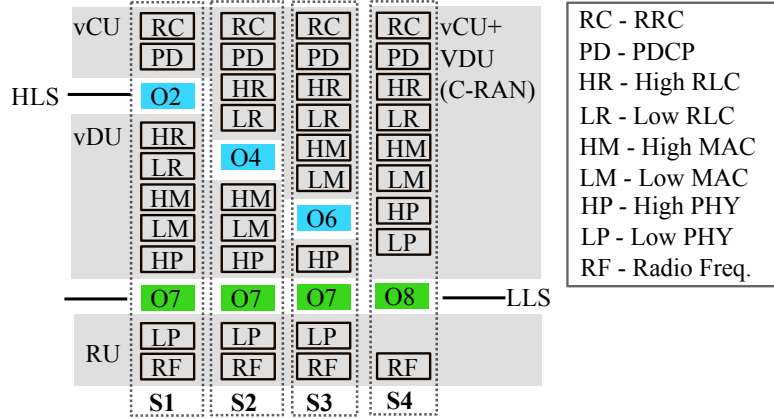 vCU RC RC RC RC vCU+
PD PD PD PD VDU
HLS O2 HR HR HR (C-RAN)
vDU HR LR LR LR
LR O4 HM HM
HM HM LM LM
LM LM O6 HP
HP HP HP LP
O7 O7 O7 O8 LLS
RU LP LP LP
RF RF RF RF
S1 S2 S3 S4
RC - RRC
PD - PDCP
HR - High RLC
LR - Low RLC
HM - High MAC
LM - Low MAC
HP - High PHY
LP - Low PHY
RF - Radio Freq.